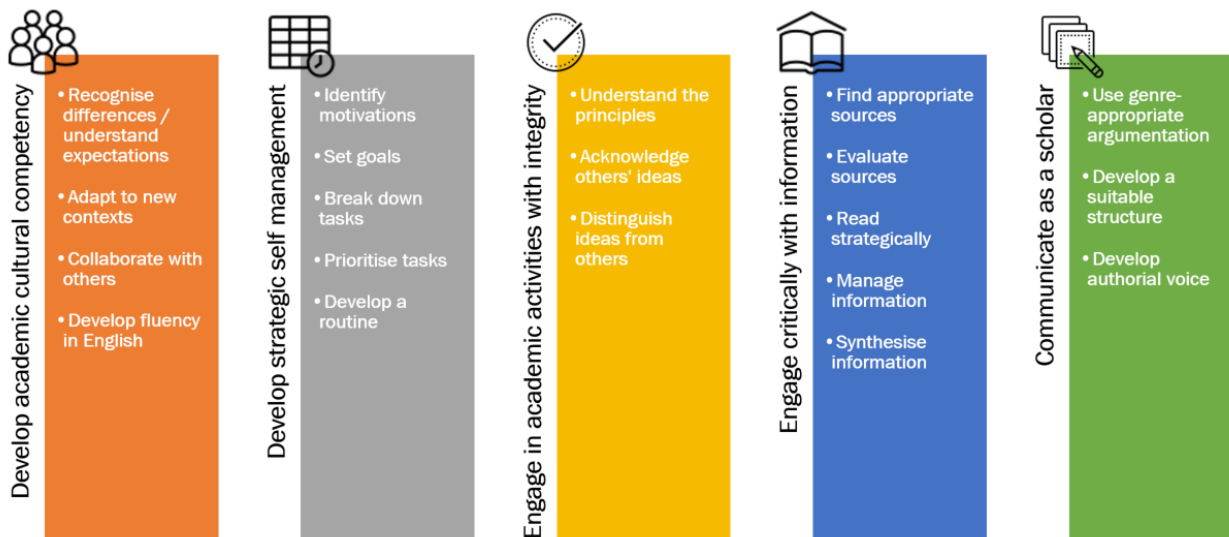 Develop academic cultural competency
• Recognise
differences /
understand
expectations
• Adapt to new
contexts
• Collaborate with
others
• Develop fluency
in English
Develop strategic self management
• Identify
motivations
• Set goals
• Break down
tasks
• Prioritise tasks
• Develop a
routine
Engage in academic activities with integrity
• Understand the
principles
• Acknowledge
others' ideas
• Distinguish
ideas from
others
Engage critically with information
• Find appropriate
sources
• Evaluate
sources
• Read
strategically
• Manage
information
• Synthesise
information
Communicate as a scholar
• Use genre-
appropriate
argumentation
• Develop a
suitable
structure
• Develop
authorial voice